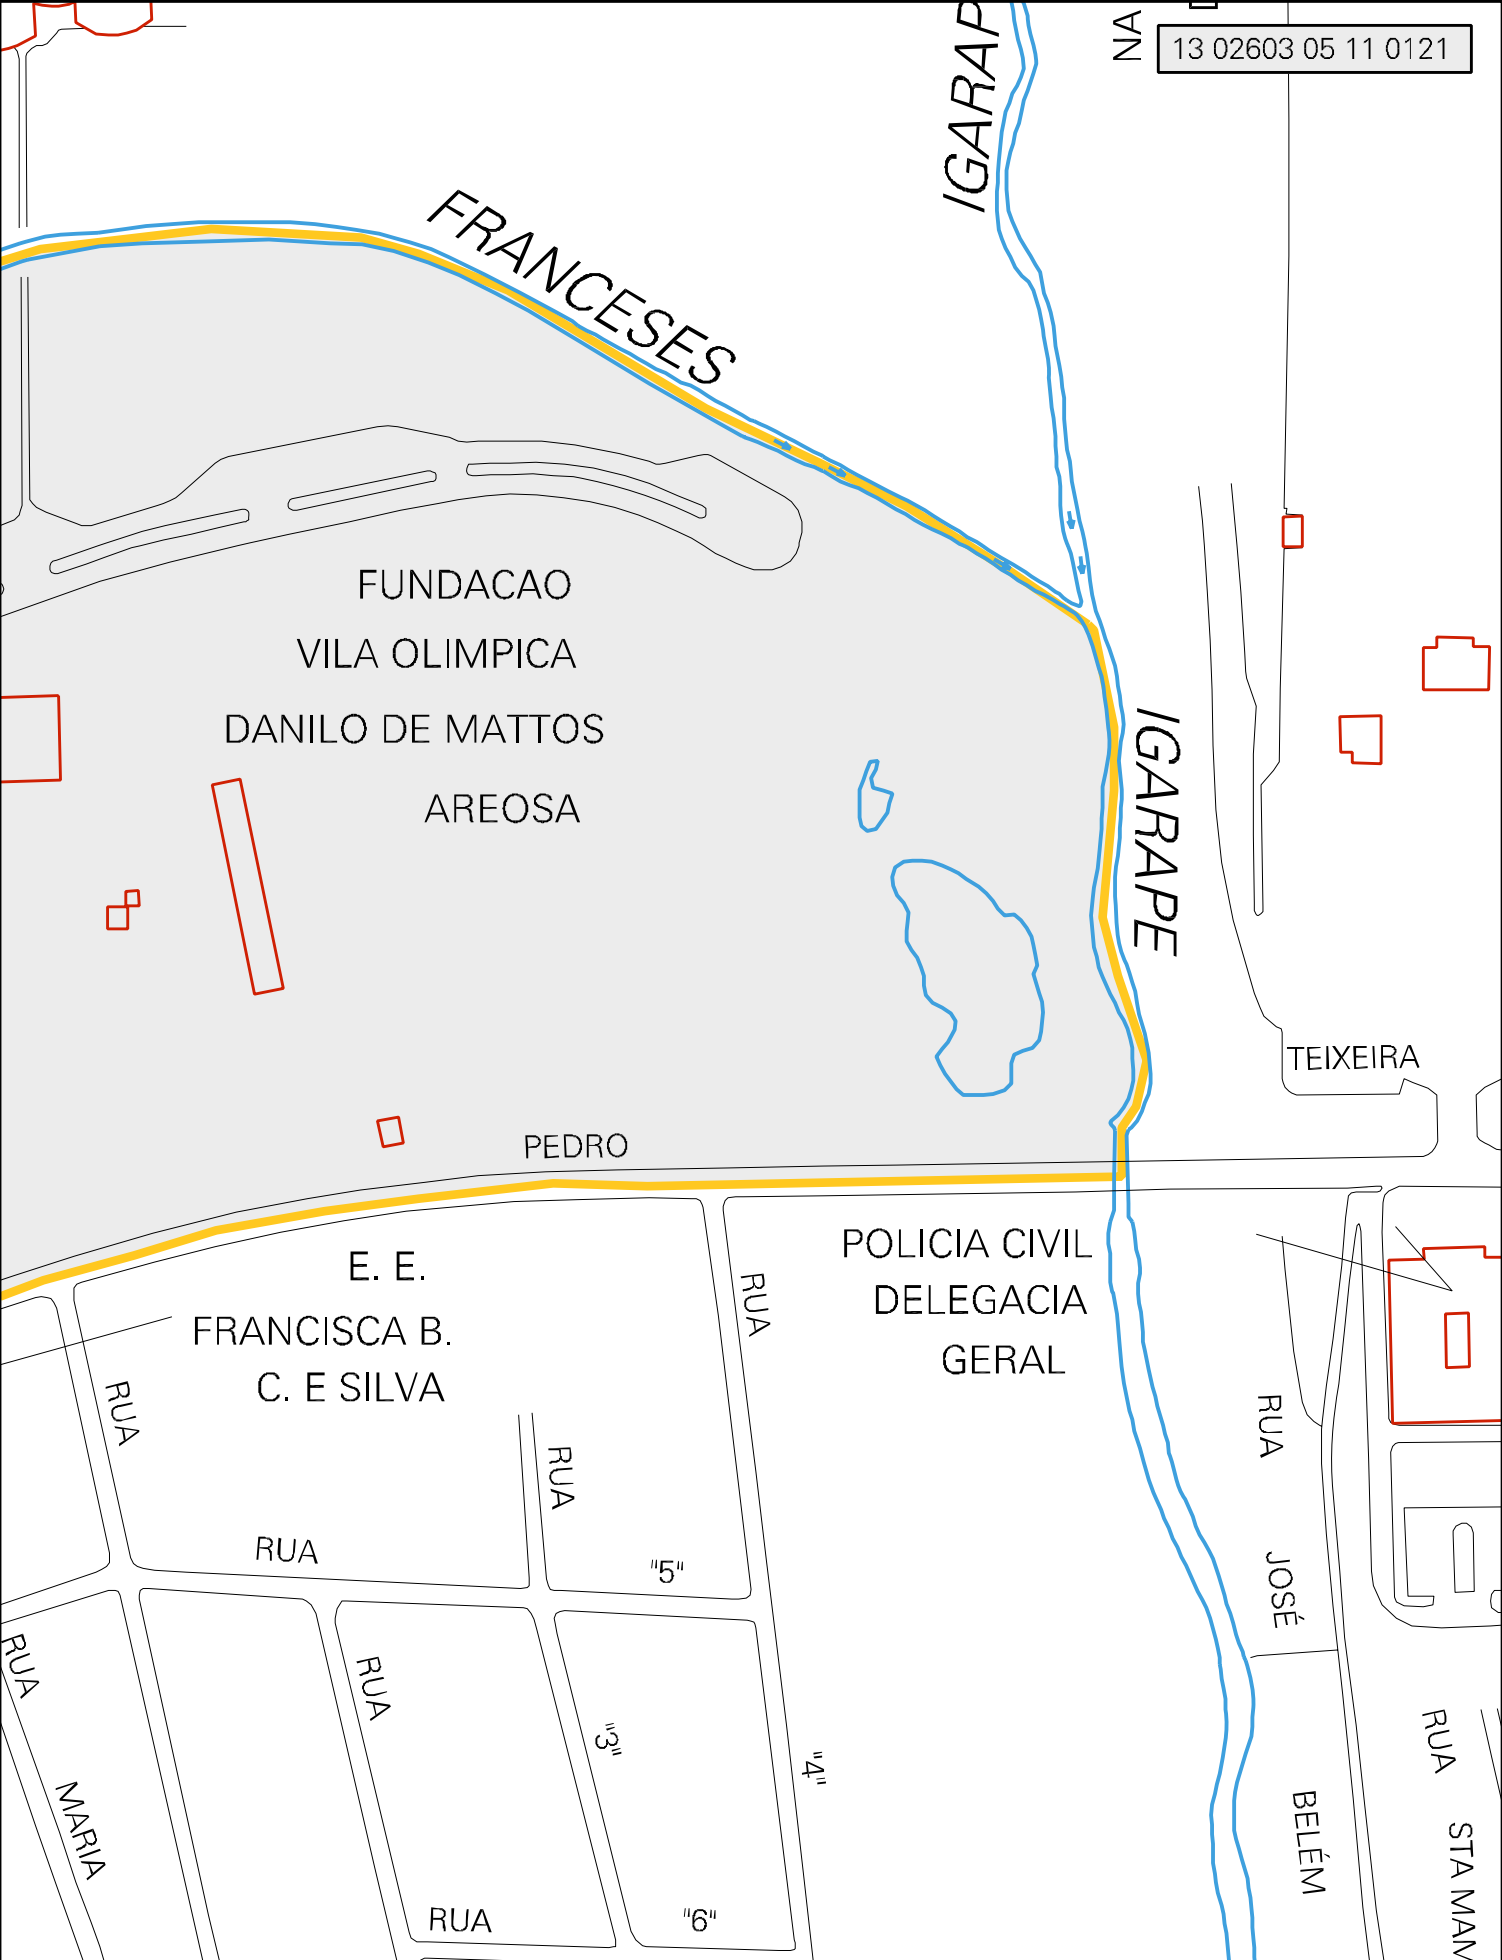 NA
13 02603 05 11 0121
IGARAP
FRANCESES
FUNDACAO
VILA OLIMPICA
DANILO DE MATTOS
AREOSA
IGARAPE
TEIXEIRA
PEDRO
POLICIA CIVIL
DELEGACIA
GERAL
E. E.
FRANCISCA B.
C. E SILVA
RUA
RUA
RUA
RUA
RUA
"5"
JOSÉ
RUA
RUA
"3"
"4"
RUA
MARIA
BELÉM
STA MAM
RUA
"6"